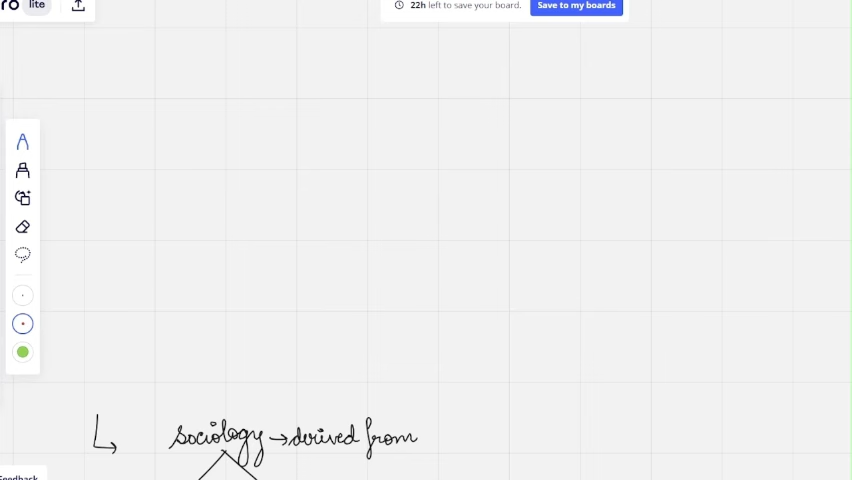 ro lite
22h left to save your board. Save to my boards
sociology → derived from
Feedback